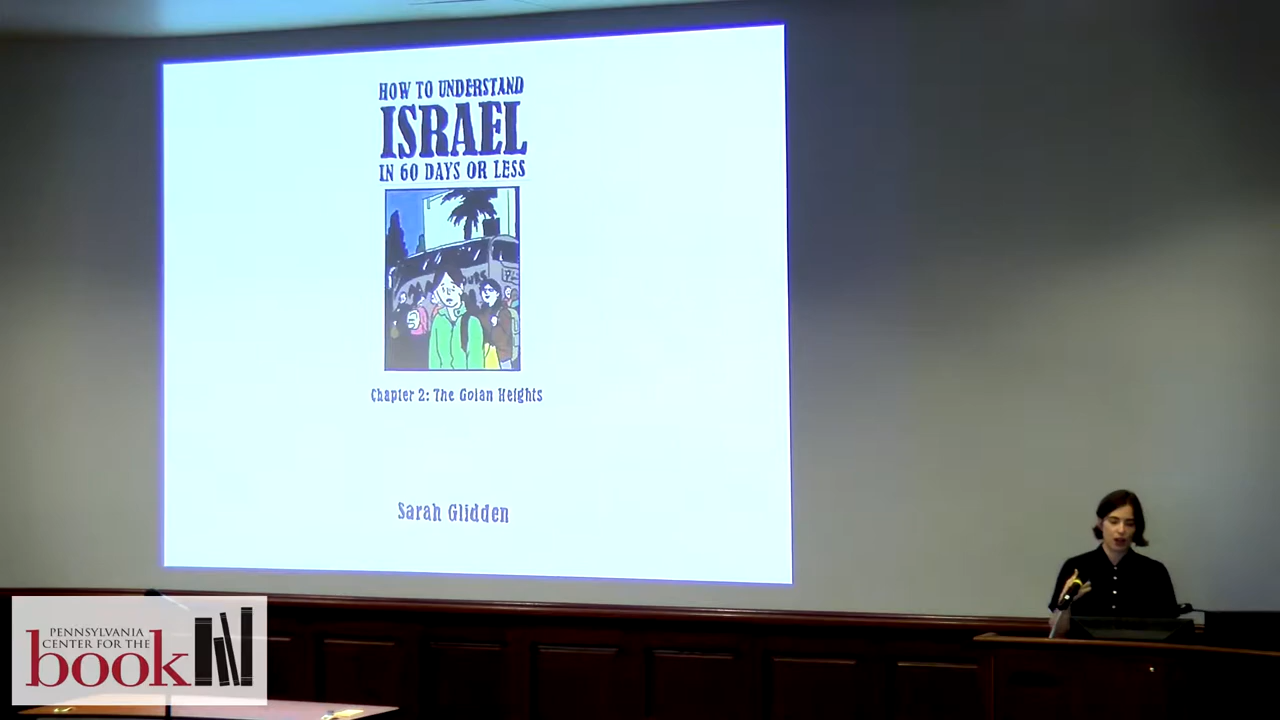 HOW TO UNDERSTAND
ISRAEL
IN 60 DAYS OR LESS
OURS
Chapter 2: The Golan Heights
Sarah Glidden
PENNSYLVANIA
CENTER FOR THE
book